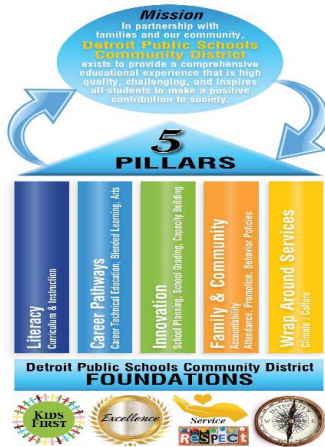 Mission
In partnership with
families and our community,
Detroit Public Schools
Community District
exists to provide a comprehensive
educational experience that is high
quality, challenging, and inspires
all students to make a positive
contribution to society.
5
PILLARS
Literacy
Curriculum & Instruction
Career Pathways
Career Technical Education, Blended Learning, Arts
Innovation
School Planning, School Grading, Capacity Building
Family & Community
Accountability
Attendance, Promotion, Behavior Policies
Wrap Around Services
Climate / Culture
Detroit Public Schools Community District
FOUNDATIONS
KIDS
FIRST
Excellence
Service
ReSPEcT